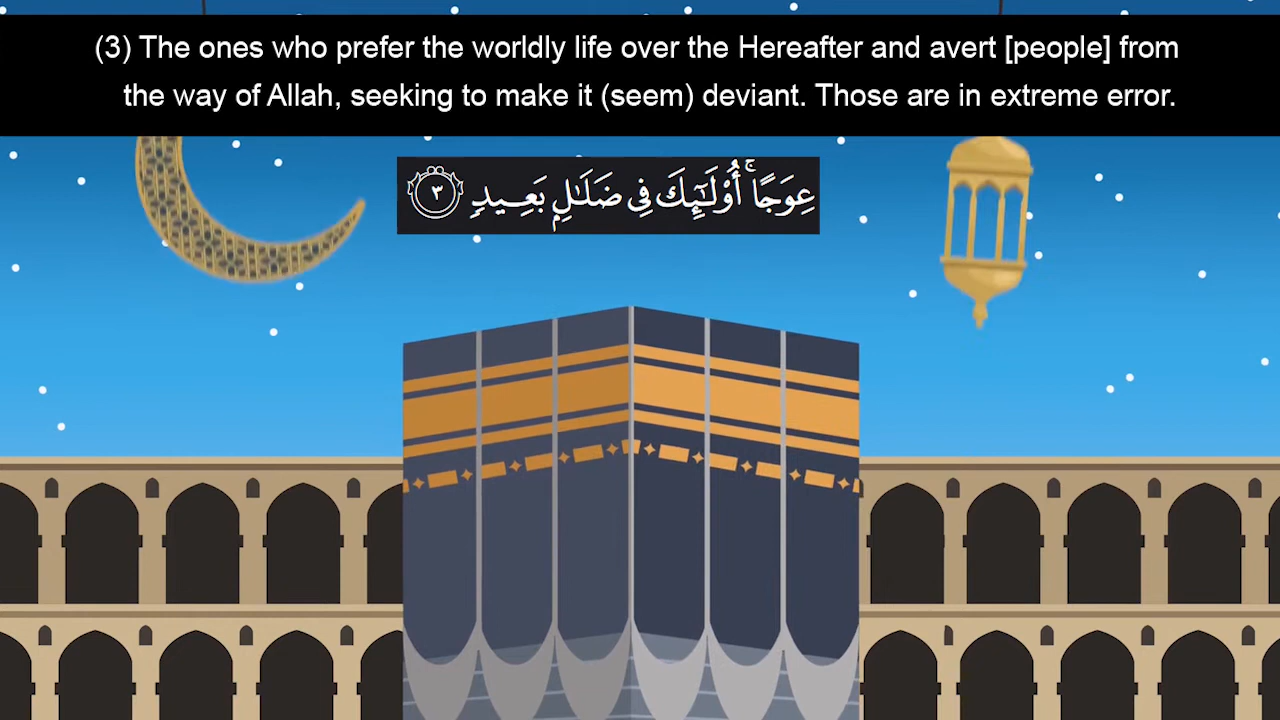 (3) The ones who prefer the worldly life over the Hereafter and avert [people] from
the way of Allah, seeking to make it (seem) deviant. Those are in extreme error.
عِوَجًا ۚ أُو۟لَـٰٓئِكَ فِى ضَلَـٰلٍۭ بَعِيدٍ ٣